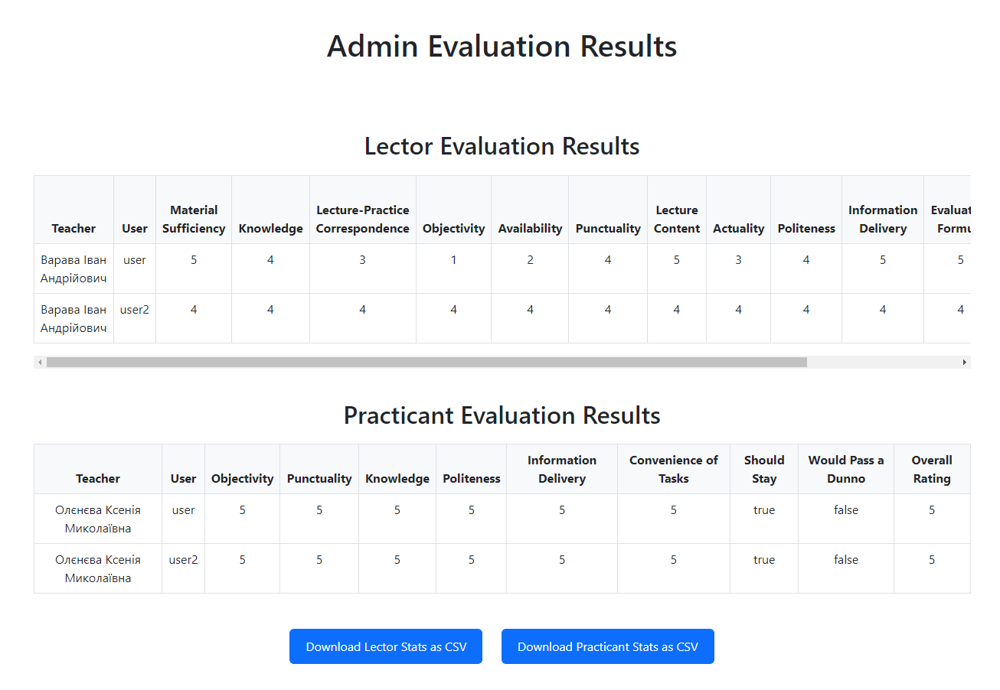 Admin Evaluation Results
Lector Evaluation Results
Teacher User Material Sufficiency Knowledge Lecture-Practice Correspondence Objectivity Availability Punctuality Lecture Content Actuality Politeness Information Delivery
Варава Іван Андрійович user 5 4 3 1 2 4 5 3 4 5 5
Варава Іван Андрійович user2 4 4 4 4 4 4 4 4 4 4 4
Practicant Evaluation Results
Teacher User Objectivity Punctuality Knowledge Politeness Information Delivery Convenience of Tasks Should Stay Would Pass a Dunno Overall Rating
Олєнєва Ксенія Миколаївна user 5 5 5 5 5 5 true false 5
Олєнєва Ксенія Миколаївна user2 5 5 5 5 5 5 true false 5
Download Lector Stats as CSV Download Practicant Stats as CSV